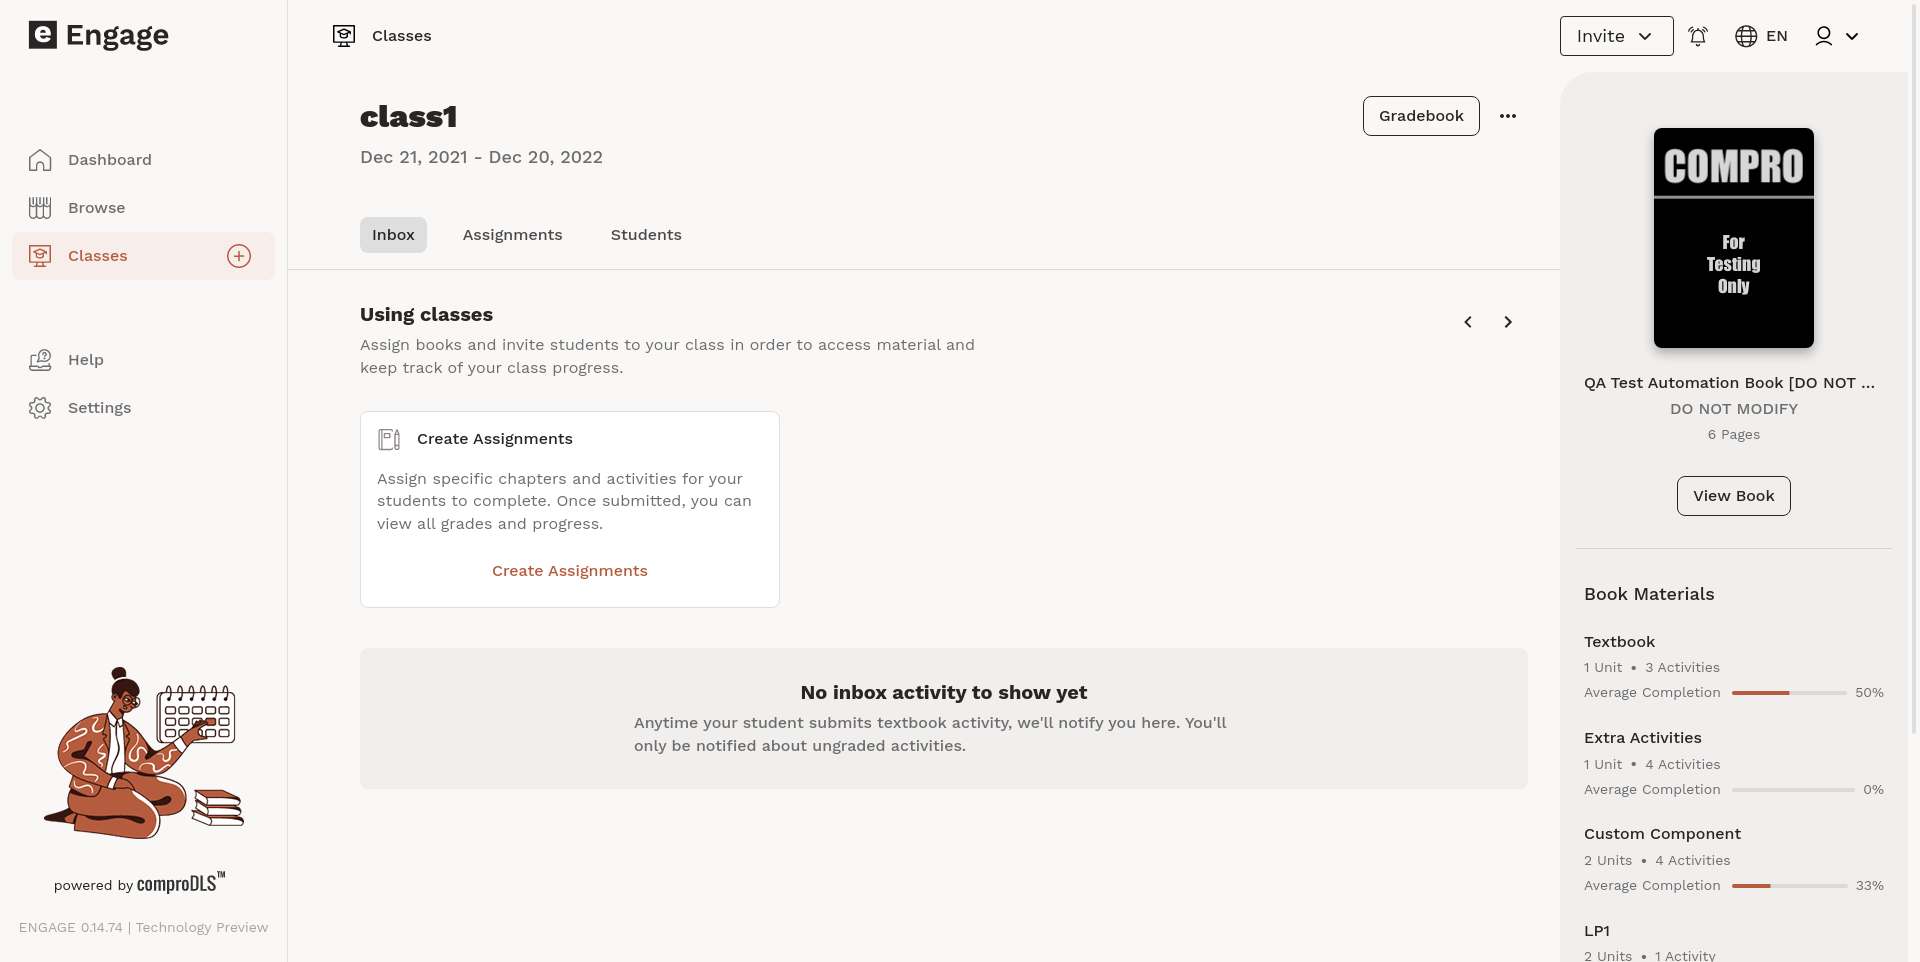 e Engage
Dashboard
Browse
Classes
Help
Settings
powered by comproDLS™
ENGAGE 0.14.74 | Technology Preview
Classes
Invite
EN
class1
Dec 21, 2021 - Dec 20, 2022
Gradebook
Inbox
Assignments
Students
Using classes
Assign books and invite students to your class in order to access material and
keep track of your class progress.
Create Assignments
Assign specific chapters and activities for your
students to complete. Once submitted, you can
view all grades and progress.
Create Assignments
No inbox activity to show yet
Anytime your student submits textbook activity, we'll notify you here. You'll
only be notified about ungraded activities.
COMPRO
For
Testing
Only
QA Test Automation Book [DO NOT ...
DO NOT MODIFY
6 Pages
View Book
Book Materials
Textbook
1 Unit • 3 Activities
Average Completion 50%
Extra Activities
1 Unit • 4 Activities
Average Completion 0%
Custom Component
2 Units • 4 Activities
Average Completion 33%
LP1
2 Units • 1 Activity